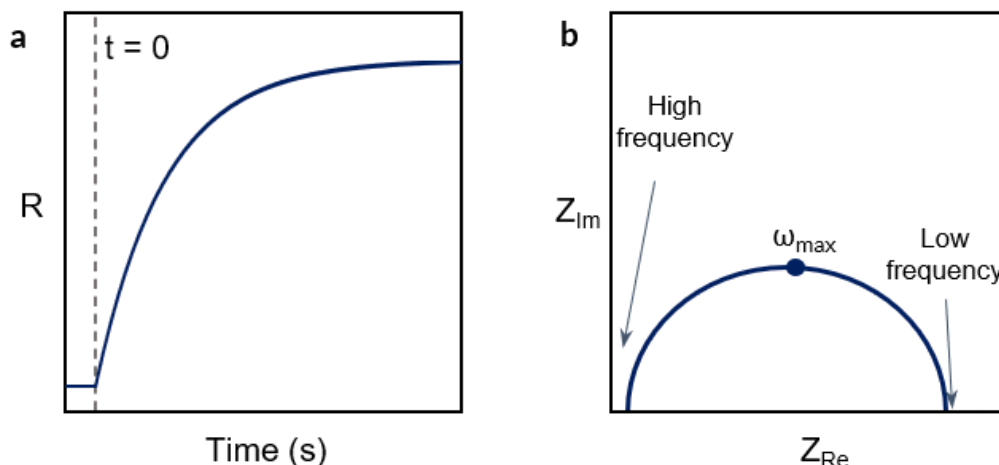 a
t = 0
R
Time (s)
b
High
frequency
Z_Im
ω_max
Low
frequency
Z_Re